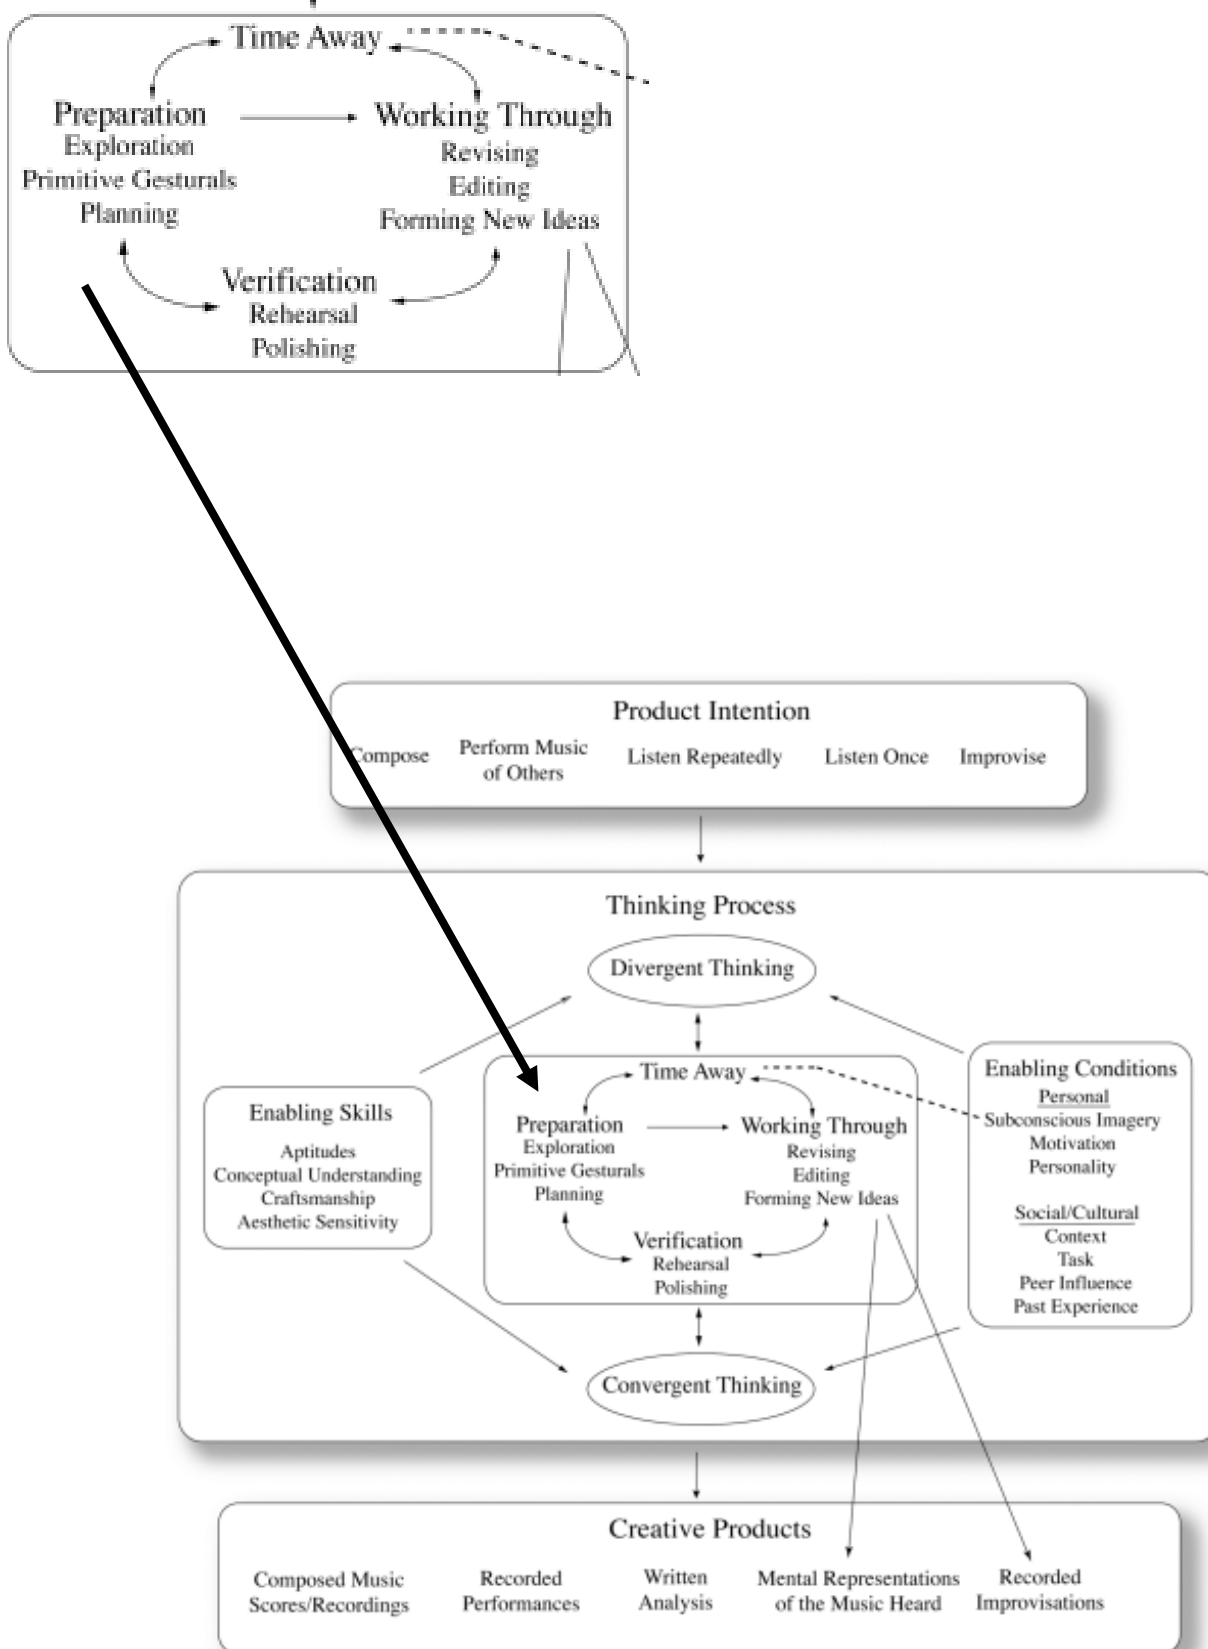 Time Away
Preparation
Exploration
Primitive Gesturals
Planning
Working Through
Revising
Editing
Forming New Ideas
Verification
Rehearsal
Polishing
Product Intention
Compose
Perform Music
of Others
Listen Repeatedly
Listen Once
Improvise
Thinking Process
Divergent Thinking
Enabling Skills
Aptitudes
Conceptual Understanding
Craftsmanship
Aesthetic Sensitivity
Time Away
Preparation
Exploration
Primitive Gesturals
Planning
Working Through
Revising
Editing
Forming New Ideas
Verification
Rehearsal
Polishing
Enabling Conditions
Personal
Subconscious Imagery
Motivation
Personality
Social/Cultural
Context
Task
Peer Influence
Past Experience
Convergent Thinking
Creative Products
Composed Music
Scores/Recordings
Recorded
Performances
Written
Analysis
Mental Representations
of the Music Heard
Recorded
Improvisations